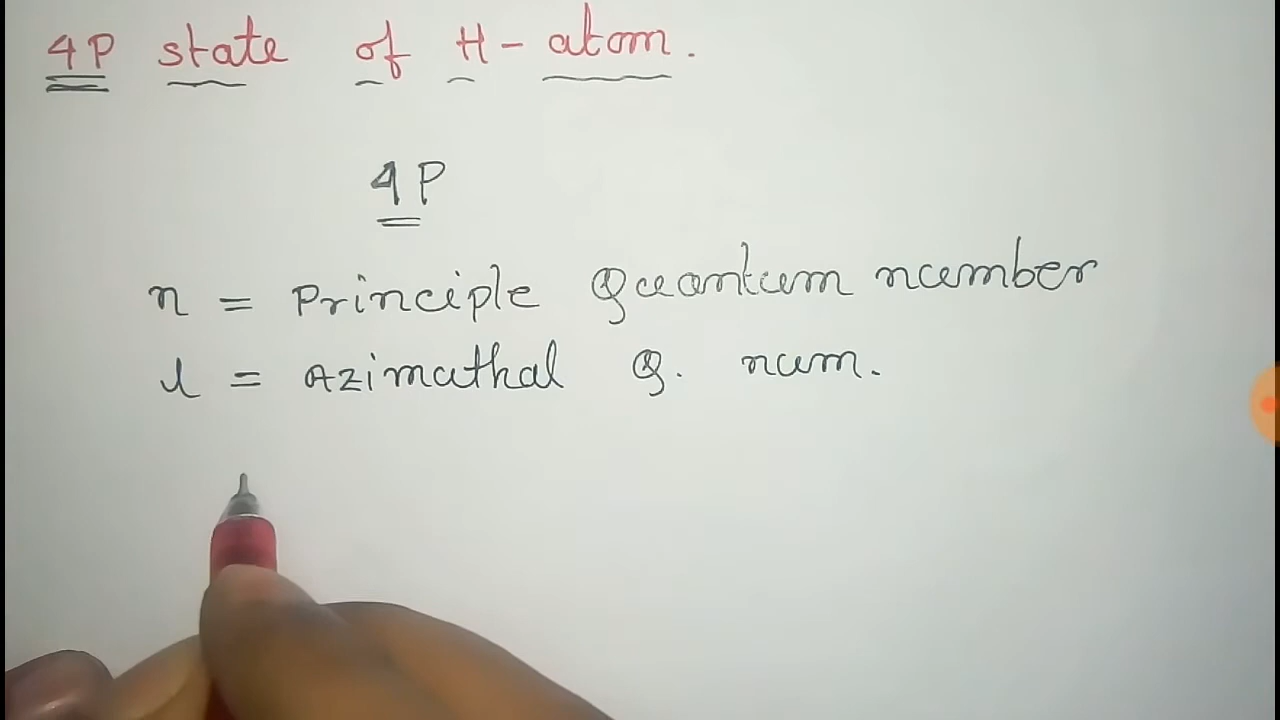 4P state of H-atom.
4P
n = Principle Quantum number
l = Azimuthal Q. num.